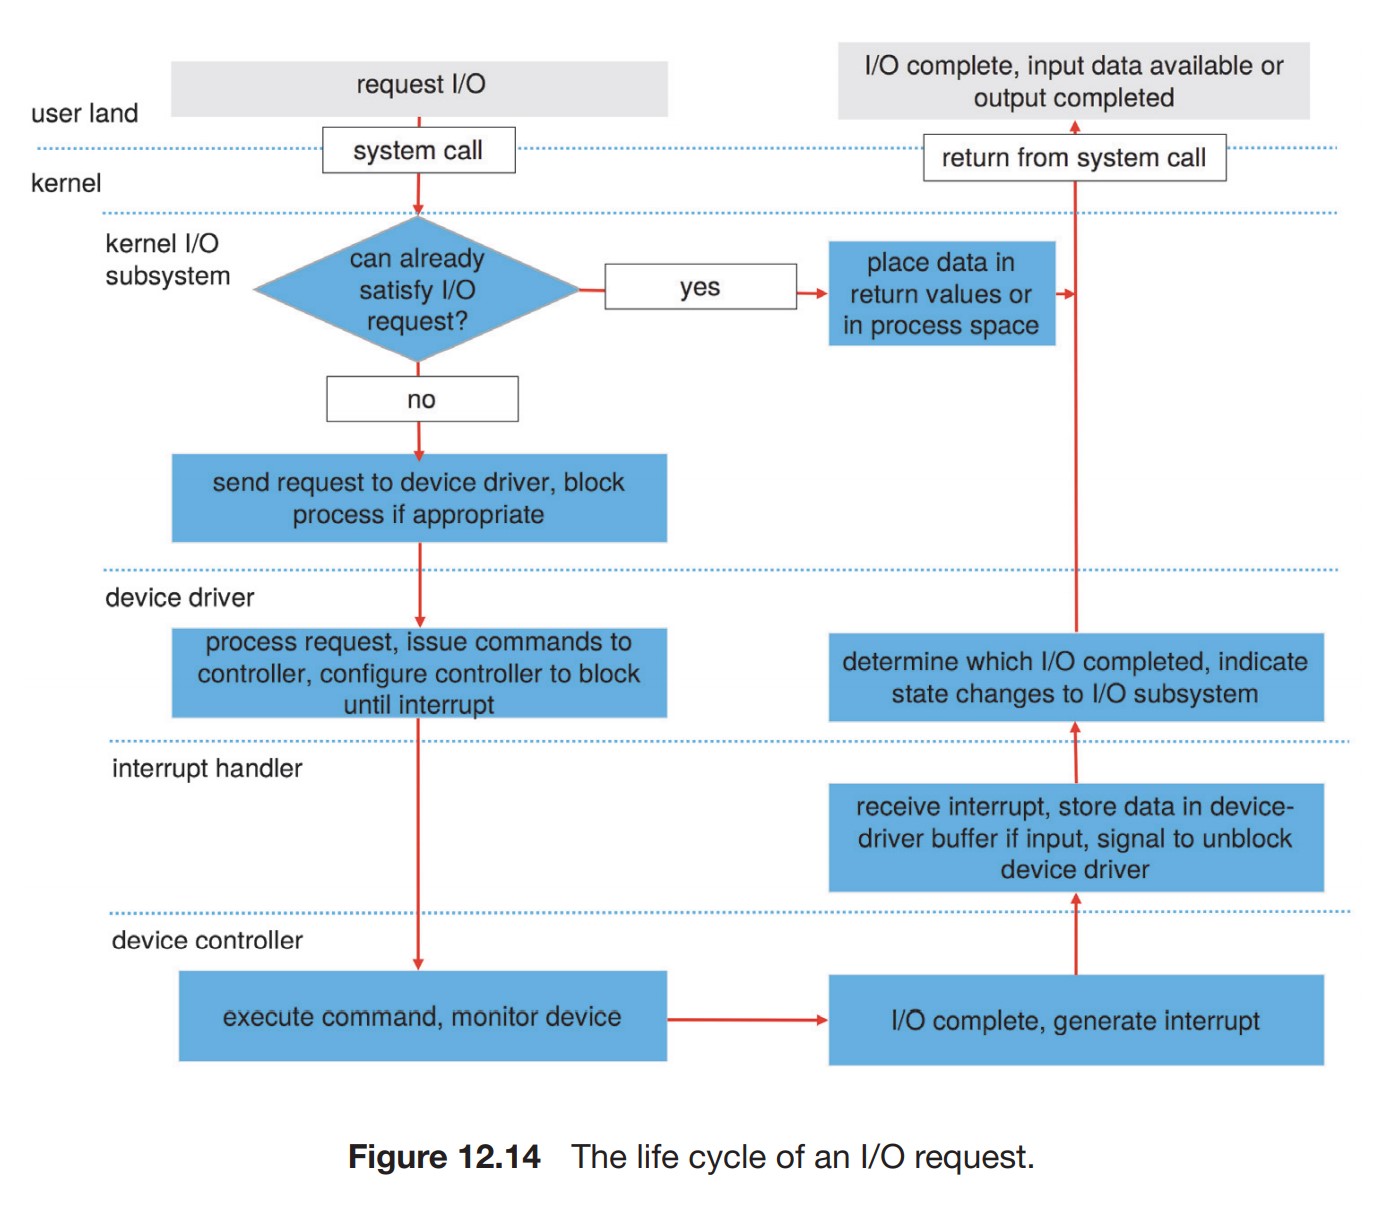 request I/O
I/O complete, input data available or
output completed
user land
system call
return from system call
kernel
kernel I/O
subsystem
can already
satisfy I/O
request?
yes
place data in
return values or
in process space
no
send request to device driver, block
process if appropriate
device driver
process request, issue commands to
controller, configure controller to block
until interrupt
determine which I/O completed, indicate
state changes to I/O subsystem
interrupt handler
receive interrupt, store data in device-
driver buffer if input, signal to unblock
device driver
device controller
execute command, monitor device
I/O complete, generate interrupt
Figure 12.14 The life cycle of an I/O request.